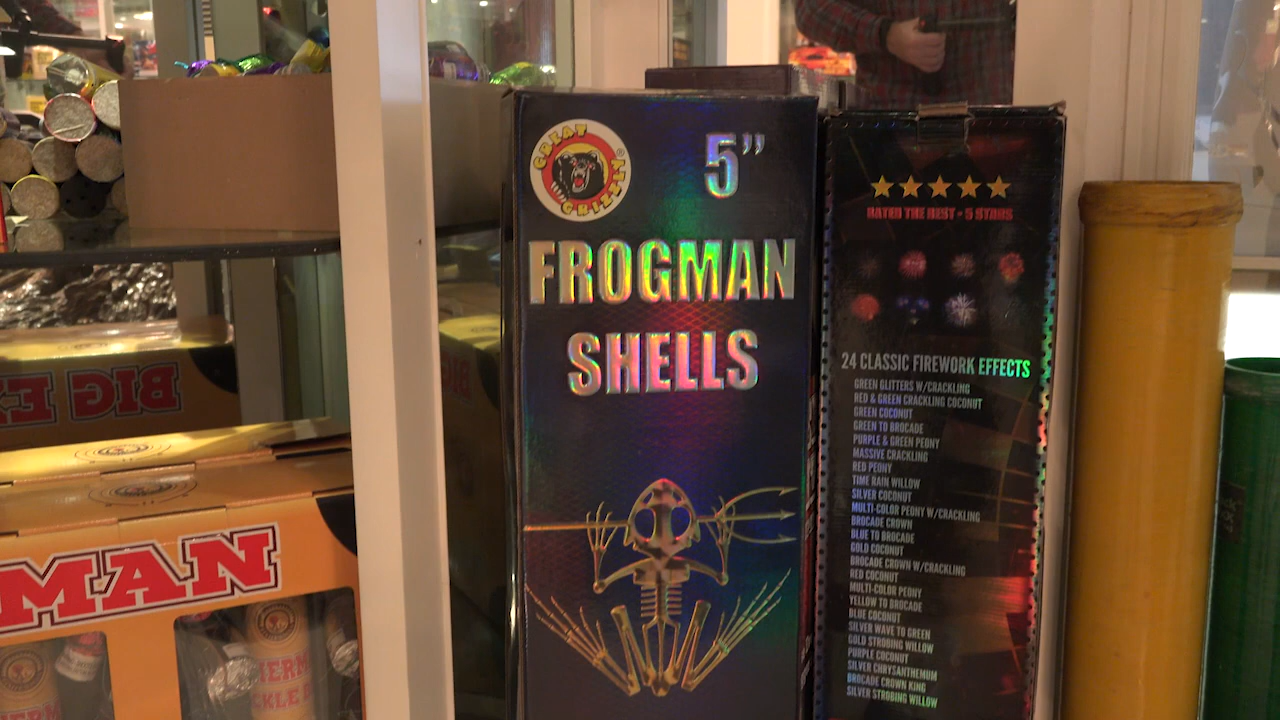 GREAT
GRIZZLY
®
5”
FROGMAN
SHELLS
RATED THE BEST - 5 STARS
24 CLASSIC FIREWORK EFFECTS
GREEN GLITTERS W/CRACKLING
RED & GREEN CRACKLING COCONUT
GREEN COCONUT
GREEN TO BROCADE
PURPLE & GREEN PEONY
MASSIVE CRACKLING
RED PEONY
TIME RAIN WILLOW
SILVER COCONUT
MULTI-COLOR PEONY W/CRACKLING
BROCADE CROWN
BLUE TO BROCADE
GOLD COCONUT
BROCADE CROWN W/CRACKLING
RED COCONUT
MULTI-COLOR PEONY
YELLOW TO BROCADE
BLUE COCONUT
SILVER WAVE TO GREEN
GOLD STROBING WILLOW
PURPLE COCONUT
SILVER CHRYSANTHEMUM
BROCADE CROWN KING
SILVER STROBING WILLOW
BIG E
BIG
MAN